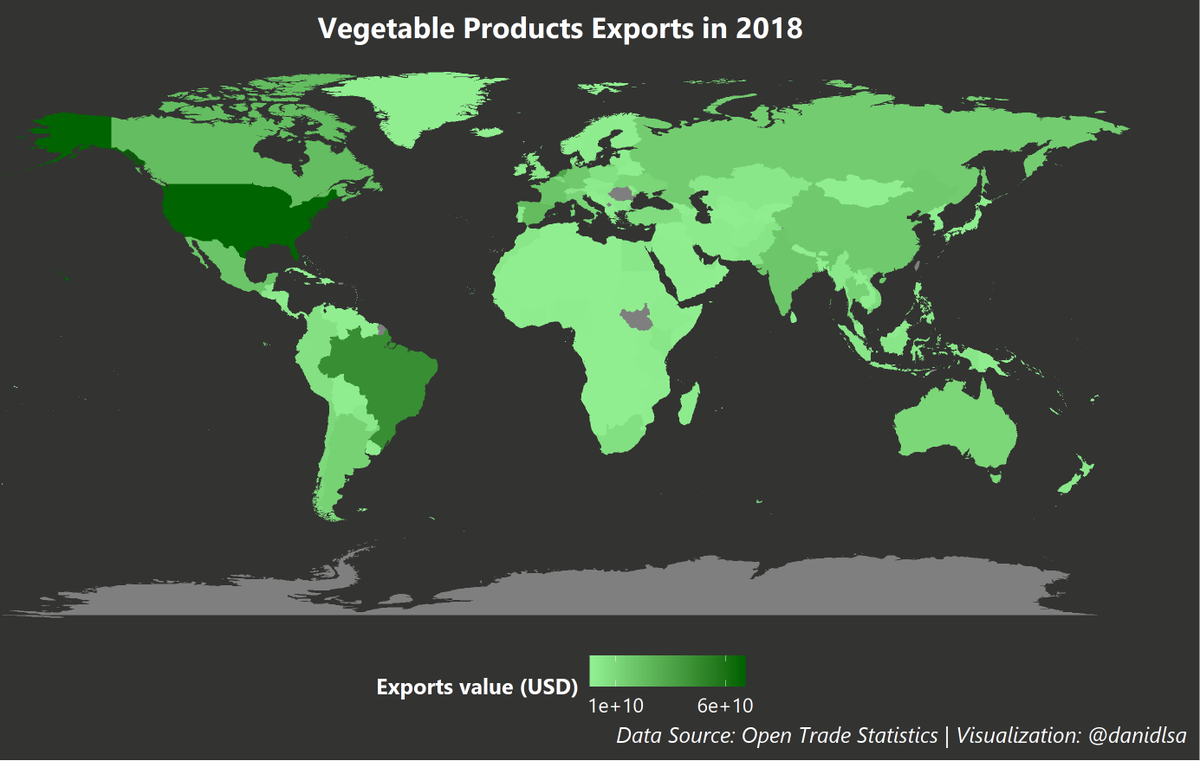 Vegetable Products Exports in 2018
Exports value (USD)
1e+10 6e+10
Data Source: Open Trade Statistics | Visualization: @danidlsa